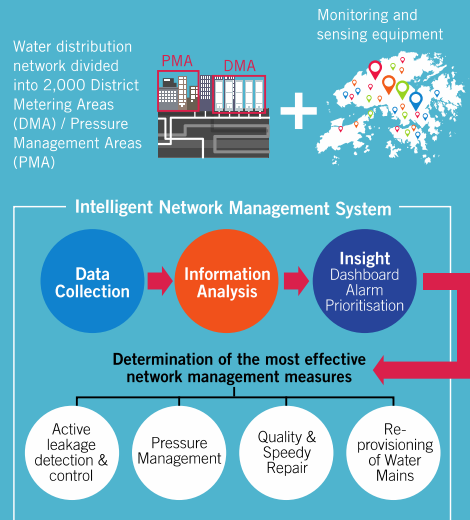 Monitoring and
sensing equipment
Water distribution
network divided
into 2,000 District
Metering Areas
(DMA) / Pressure
Management Areas
(PMA)
PMA
DMA
+
Intelligent Network Management System
Data
Collection
Information
Analysis
Insight
Dashboard
Alarm
Prioritisation
Determination of the most effective
network management measures
Active
leakage
detection &
control
Pressure
Management
Quality &
Speedy
Repair
Re-
provisioning
of Water
Mains